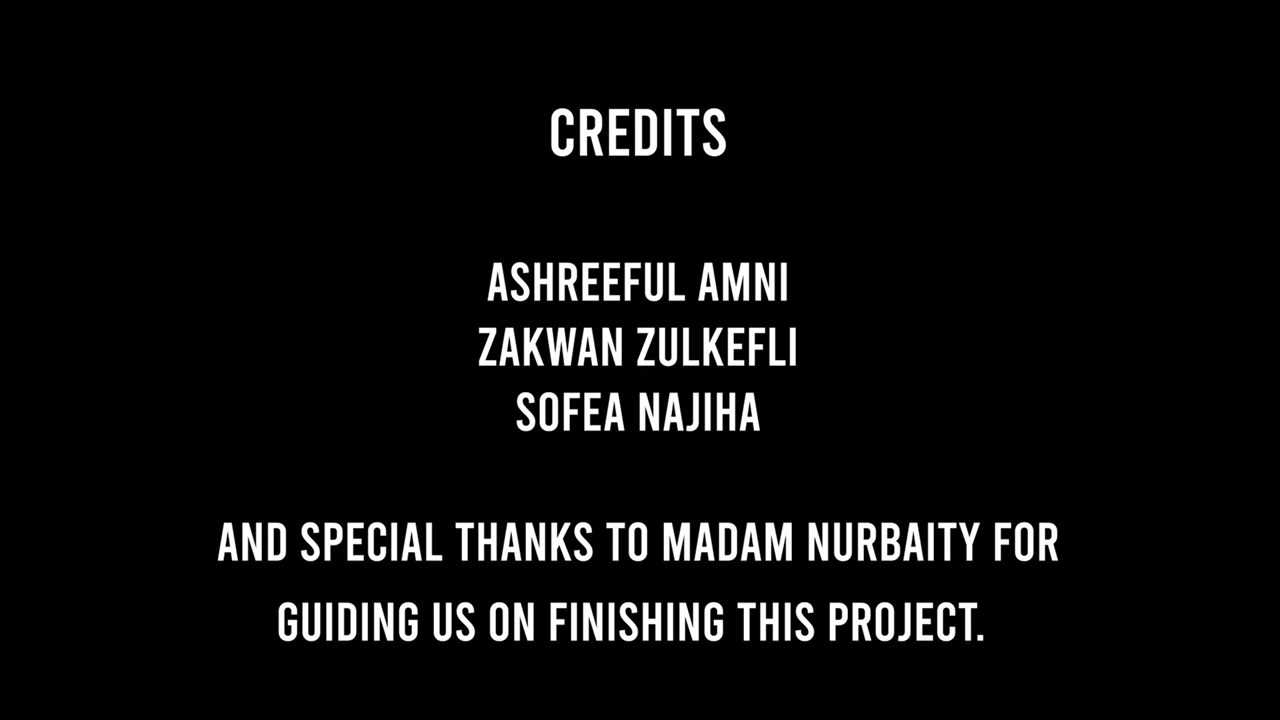 CREDITS
ASHREEFUL AMNI
ZAKWAN ZULKEFLI
SOFEA NAJIHA
AND SPECIAL THANKS TO MADAM NURBAITY FOR
GUIDING US ON FINISHING THIS PROJECT.